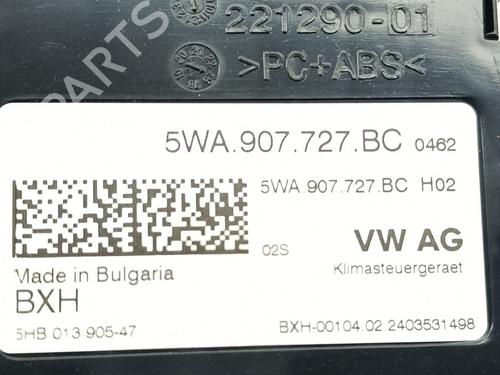 221290-01
>PC+ABS<
5WA.907.727.BC 0462
5WA.907.727.BC H02
02S VW AG
Made in Bulgaria
Klimasteuergeraet
BXH
5HB 013 905-47
BXH-00104.02.2403531498
B-PARTS